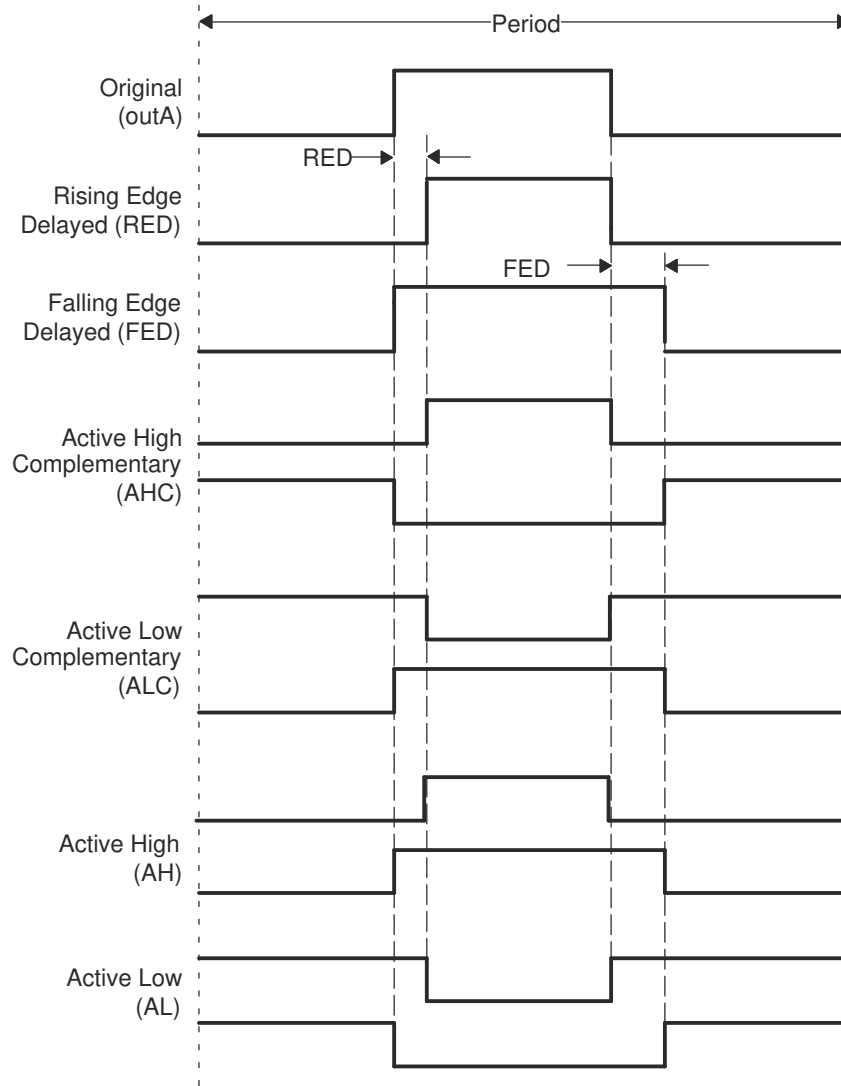 Period
Original
(outA)
RED
Rising Edge
Delayed (RED)
FED
Falling Edge
Delayed (FED)
Active High
Complementary
(AHC)
Active Low
Complementary
(ALC)
Active High
(AH)
Active Low
(AL)